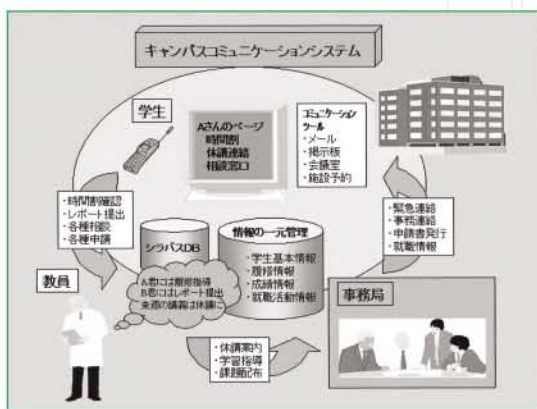 キャンパスコミュニケーションシステム
学生
Aさんのページ
時間割
休講連絡
相談窓口
コミュニケーション
ツール
・メール
・掲示板
・会議室
・施設予約
・時間割確認
・レポート提出
・各種相談
・各種申請
・緊急連絡
・事務連絡
・申請書発行
・就職情報
シラバスDB
情報の一元管理
・学生基本情報
・履修情報
・成績情報
・就職活動情報
教員
A君には履修指導
B君にはレポート提出
来週の講義は休講に
事務局
・休講案内
・学習指導
・課題配布